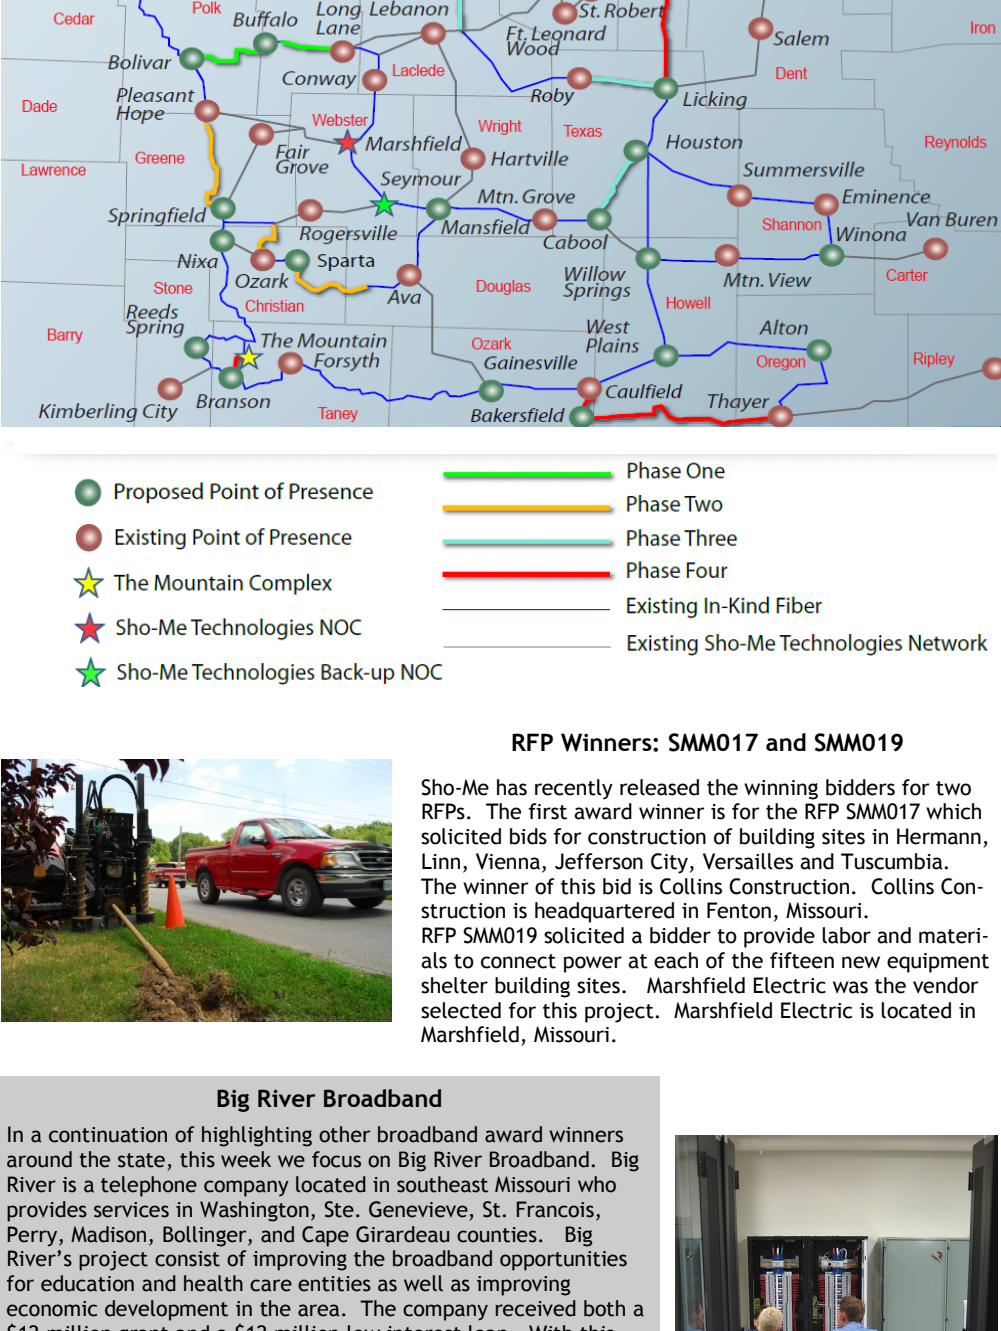 Cedar
Polk
Buffalo
Long
Lane
Lebanon
St. Robert
Ft. Leonard
Wood
Salem
Iron
Bolivar
Conway
Laclede
Dent
Roby
Licking
Dade
Pleasant
Hope
Webster
Marshfield
Wright
Texas
Houston
Reynolds
Lawrence
Greene
Fair
Grove
Hartville
Summersville
Seymour
Mtn. Grove
Eminence
Springfield
Rogersville
Mansfield
Cabool
Shannon
Winona
Van Buren
Nixa
Ozark
Sparta
Ava
Willow
Springs
Mtn. View
Carter
Stone
Christian
Douglas
Howell
Reeds
Spring
Barry
The Mountain
Forsyth
Ozark
Gainesville
West
Plains
Alton
Oregon
Ripley
Kimberling City
Branson
Taney
Bakersfield
Caulfield
Thayer
Proposed Point of Presence
Existing Point of Presence
The Mountain Complex
Sho-Me Technologies NOC
Sho-Me Technologies Back-up NOC
Phase One
Phase Two
Phase Three
Phase Four
Existing In-Kind Fiber
Existing Sho-Me Technologies Network
RFP Winners: SMM017 and SMM019
Sho-Me has recently released the winning bidders for two
RFPs. The first award winner is for the RFP SMM017 which
solicited bids for construction of building sites in Hermann,
Linn, Vienna, Jefferson City, Versailles and Tuscumbia.
The winner of this bid is Collins Construction. Collins Con-
struction is headquartered in Fenton, Missouri.
RFP SMM019 solicited a bidder to provide labor and materi-
als to connect power at each of the fifteen new equipment
shelter building sites. Marshfield Electric was the vendor
selected for this project. Marshfield Electric is located in
Marshfield, Missouri.
Big River Broadband
In a continuation of highlighting other broadband award winners
around the state, this week we focus on Big River Broadband. Big
River is a telephone company located in southeast Missouri who
provides services in Washington, Ste. Genevieve, St. Francois,
Perry, Madison, Bollinger, and Cape Girardeau counties. Big
River's project consist of improving the broadband opportunities
for education and health care entities as well as improving
economic development in the area. The company received both a
$12 million grant and a $12 million low interest loan. With this